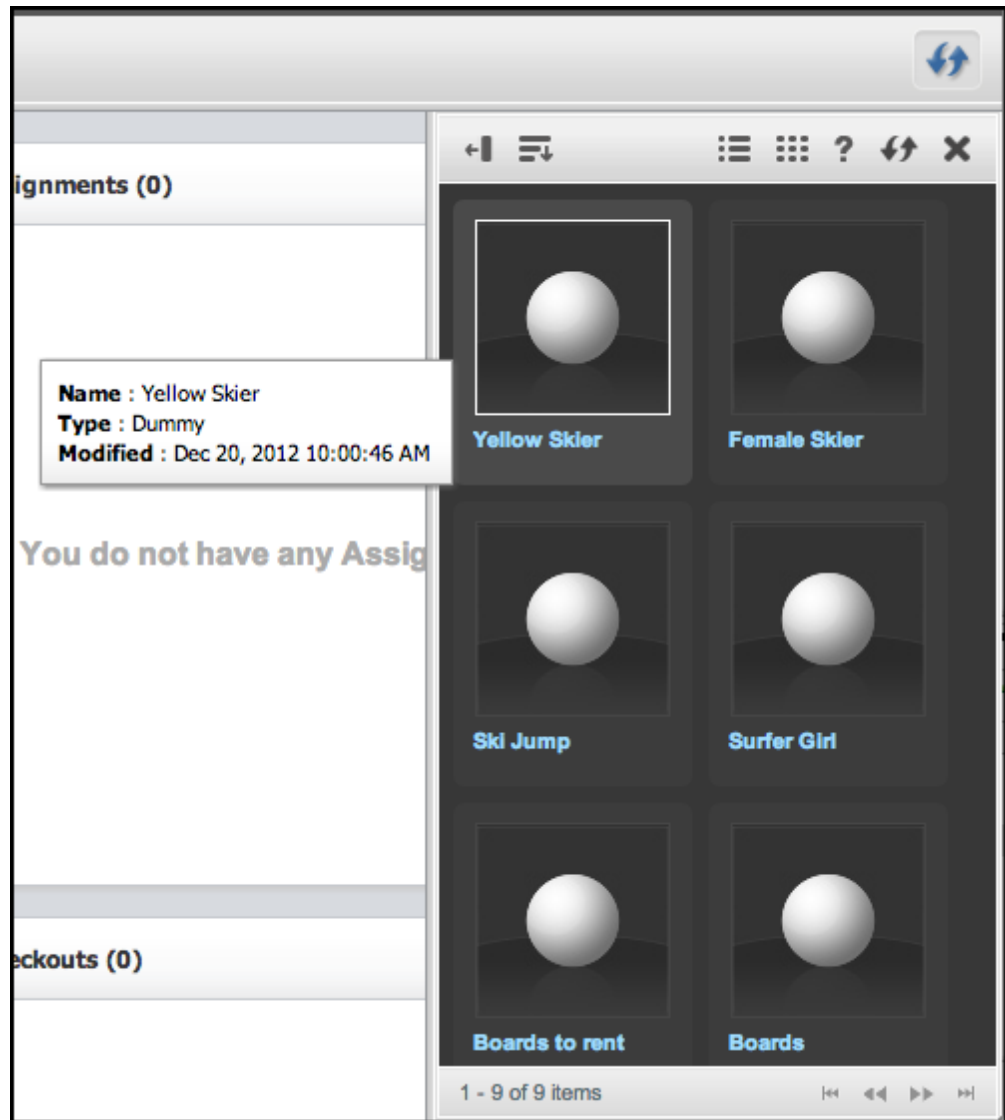 ignments (0)
Name : Yellow Skier
Type : Dummy
Modified : Dec 20, 2012 10:00:46 AM
You do not have any Assig
eckouts (0)
?
Yellow Skier
Female Skier
Ski Jump
Surfer Girl
Boards to rent
Boards
1 - 9 of 9 items